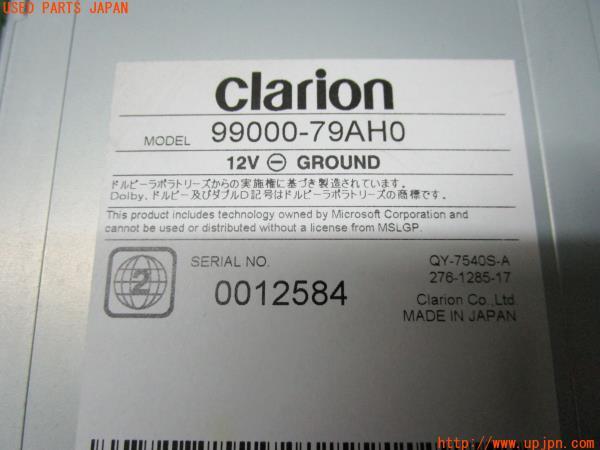 USED PARTS JAPAN
Clarion
MODEL 99000-79AH0
12V ⊖ GROUND
ドルビーラボラトリーズからの実施権に基づき製造されています。
Dolby、ドルビー及びダブルD記号はドルビーラボラトリーズの商標です。
This product includes technology owned by Microsoft Corporation and
cannot be used or distributed without a license from MSLGP.
2
SERIAL NO.
0012584
QY-7540S-A
276-1285-17
Clarion Co.,Ltd.
MADE IN JAPAN
http://www.upjpn.com